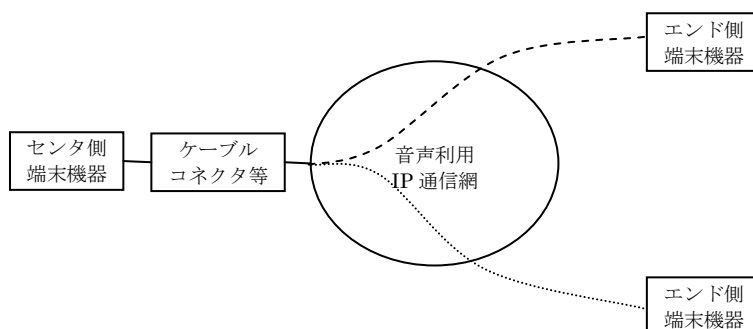 エンド側
端末機器
センタ側
端末機器
ケーブル
コネクタ等
音声利用
IP 通信網
エンド側
端末機器